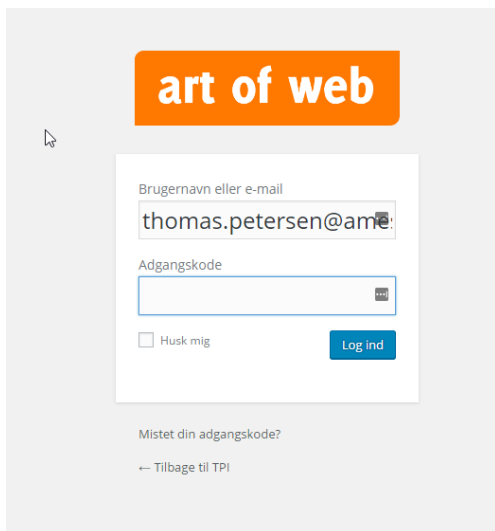 art of web
Brugernavn eller e-mail
thomas.petersen@ame
Adgangskode
Husk mig
Log ind
Mistet din adgangskode?
← Tilbage til TPI